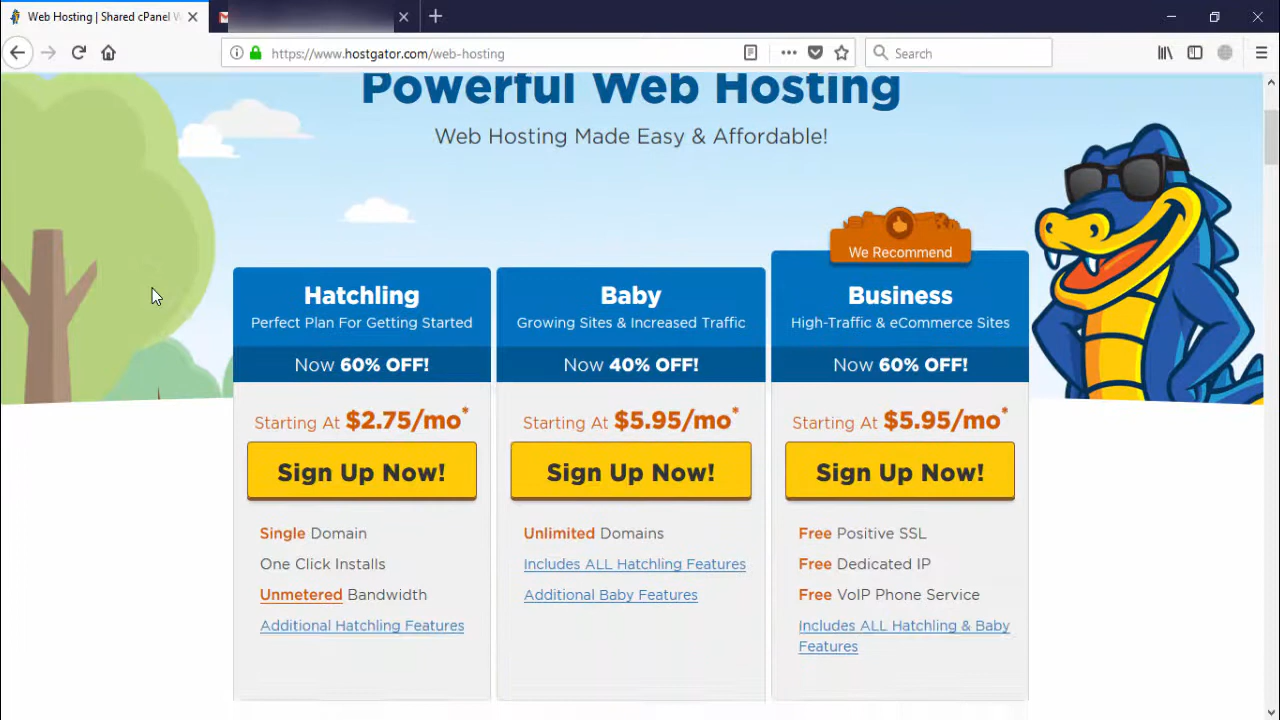 Web Hosting | Shared cPanel W
https://www.hostgator.com/web-hosting
Search
Powerful Web Hosting
Web Hosting Made Easy & Affordable!
We Recommend
Hatchling
Perfect Plan For Getting Started
Now 60% OFF!
Starting At $2.75/mo*
Sign Up Now!
Single Domain
One Click Installs
Unmetered Bandwidth
Additional Hatchling Features
Baby
Growing Sites & Increased Traffic
Now 40% OFF!
Starting At $5.95/mo*
Sign Up Now!
Unlimited Domains
Includes ALL Hatchling Features
Additional Baby Features
Business
High-Traffic & eCommerce Sites
Now 60% OFF!
Starting At $5.95/mo*
Sign Up Now!
Free Positive SSL
Free Dedicated IP
Free VoIP Phone Service
Includes ALL Hatchling & Baby
Features